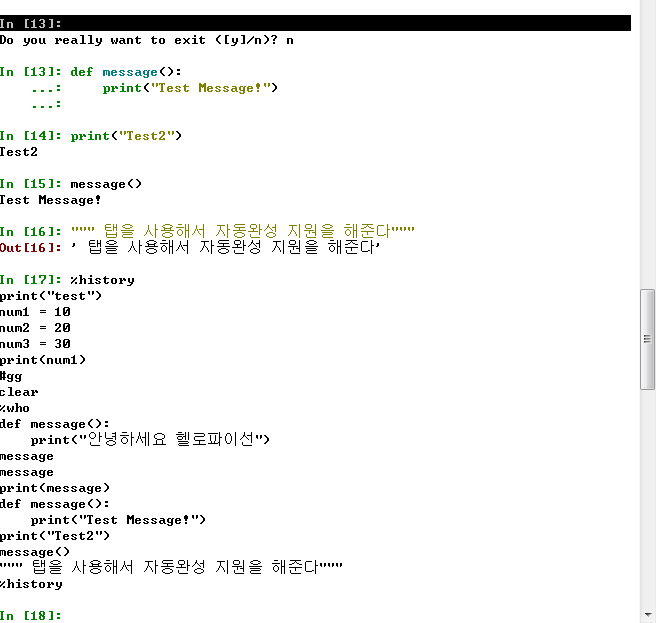 In [13]:
Do you really want to exit ([y]/n)? n
In [13]: def message():
   ...:     print("Test Message!")
   ...:
In [14]: print("Test2")
Test2
In [15]: message()
Test Message!
In [16]: """ 탭을 사용해서 자동완성 지원을 해준다"""
Out[16]: ' 탭을 사용해서 자동완성 지원을 해준다'
In [17]: %history
print("test")
num1 = 10
num2 = 20
num3 = 30
print(num1)
#gg
clear
%who
def message():
    print("안녕하세요 헬로파이선")
message
message
print(message)
def message():
    print("Test Message!")
print("Test2")
message()
""" 탭을 사용해서 자동완성 지원을 해준다"""
%history
In [18]: